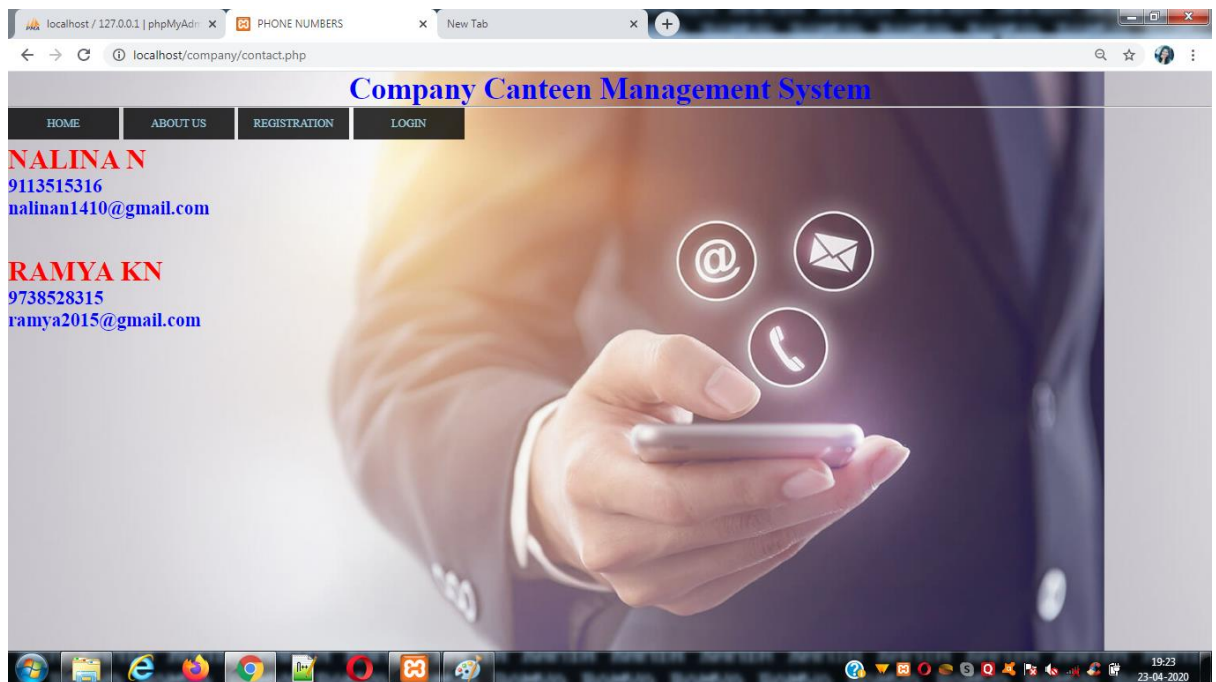 localhost / 127.0.0.1 | phpMyAdm
PHONE NUMBERS
New Tab
localhost/company/contact.php
Company Canteen Management System
HOME
ABOUT US
REGISTRATION
LOGIN
NALINA N
9113515316
nalinan1410@gmail.com
RAMYA KN
9738528315
ramya2015@gmail.com
19:23
23-04-2020